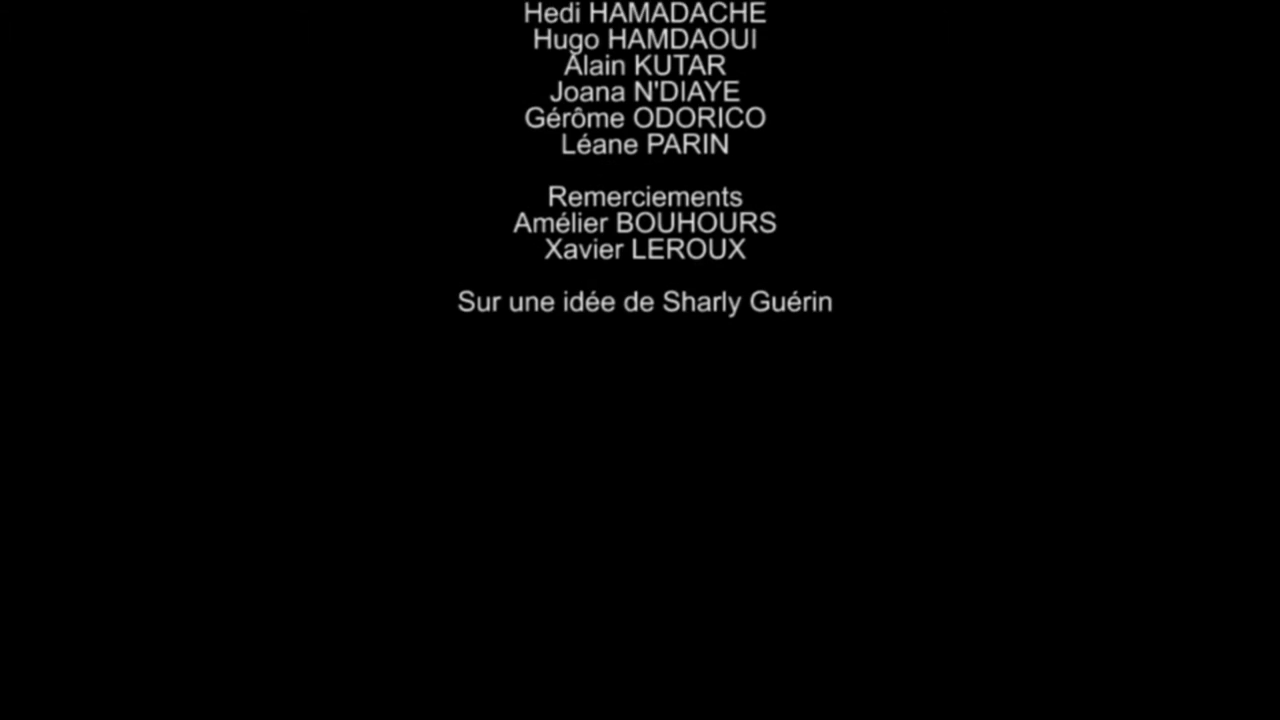 Hedi HAMADACHE
Hugo HAMDAOUI
Alain KUTAR
Joana N'DIAYE
Gérôme ODORICO
Léane PARIN
Remerciements
Amélier BOUHOURS
Xavier LEROUX
Sur une idée de Sharly Guérin